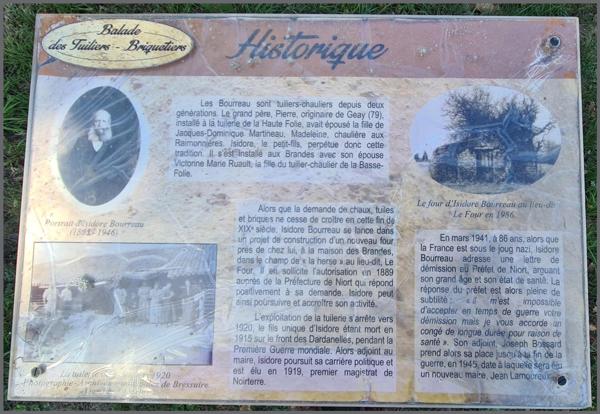 Balade
des Tuiliers - Briquetiers
Historique
Les Bourreau sont tuiliers-chauliers depuis deux
générations. Le grand père, Pierre, originaire de Geay (79),
installé à la tuilerie de la Haute Folie, avait épousé la fille de
Jacques-Dominique Martineau, Madeleine, chaulière aux
Raimonnières. Isidore, le petit-fils, perpétue donc cette
tradition. Il s'est installé aux Brandes avec son épouse
Victorine Marie Ruault, la fille du tuilier-chaulier de la Basse-
Folie.
Portrait d'Isidore Bourreau
1946)
Alors que la demande de chaux, tuiles
et briques ne cesse de croître en cette fin de
XIXe siècle, Isidore Bourreau se lance dans
un projet de construction d'un nouveau four
près de chez lui, à la maison des Brandes,
dans le champ de « la herse » au lieu-dit, Le
Four. Il en sollicite l'autorisation en 1889
auprès de la Préfecture de Niort qui répond
positivement à sa demande. Isidore peut
ainsi poursuivre et accroître son activité.
L'exploitation de la tuilerie s'arrête vers
1920, le fils unique d'Isidore étant mort en
1915 sur le front des Dardanelles, pendant la
Première Guerre mondiale. Alors adjoint au
maire, Isidore poursuit sa carrière politique et
est élu en 1919, premier magistrat de
Noirterre.
La tuilerie 1920
Photographie de Bressuire
Le four d'Isidore Bourreau au lieu-dit
Le Four en 1986.
En mars 1941, à 86 ans, alors que
la France est sous le joug nazi, Isidore
Bourreau adresse une lettre de
démission au Préfet de Niort, arguant
son grand âge et son état de santé. La
réponse du préfet est alors pleine de
subtilité : « il m'est impossible
d'accepter en temps de guerre votre
démission mais je vous accorde un
congé de longue durée pour raison de
santé ». Son adjoint, Joseph Bossard
prend alors sa place jusqu'à la fin de la
guerre, en 1945, date à laquelle sera élu
un nouveau maire, Jean Lamoureux.